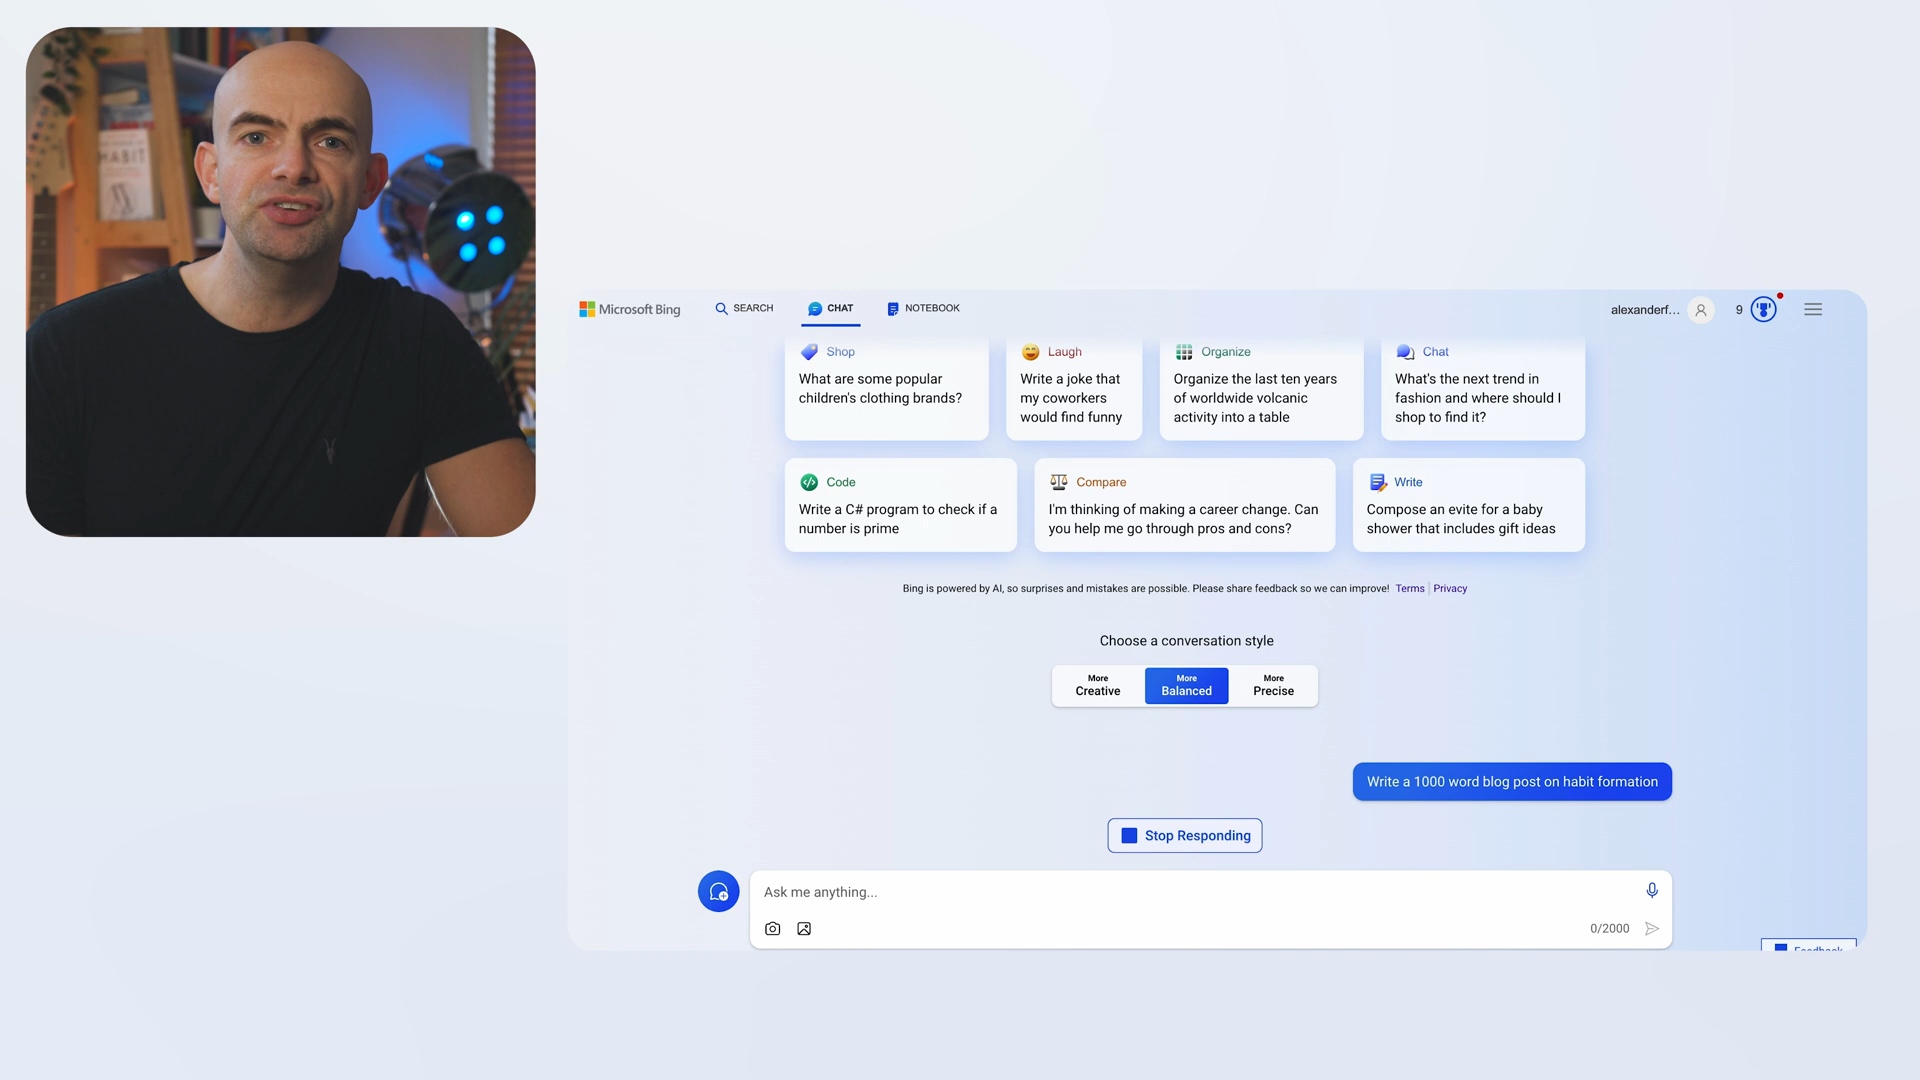 Microsoft Bing
SEARCH
CHAT
NOTEBOOK
alexanderf...
9
Shop
What are some popular
children's clothing brands?
Laugh
Write a joke that
my coworkers
would find funny
Organize
Organize the last ten years
of worldwide volcanic
activity into a table
Chat
What's the next trend in
fashion and where should I
shop to find it?
Code
Write a C# program to check if a
number is prime
Compare
I'm thinking of making a career change. Can
you help me go through pros and cons?
Write
Compose an evite for a baby
shower that includes gift ideas
Bing is powered by AI, so surprises and mistakes are possible. Please share feedback so we can improve! Terms | Privacy
Choose a conversation style
More
Creative
More
Balanced
More
Precise
Write a 1000 word blog post on habit formation
Stop Responding
Ask me anything...
0/2000
Feedback